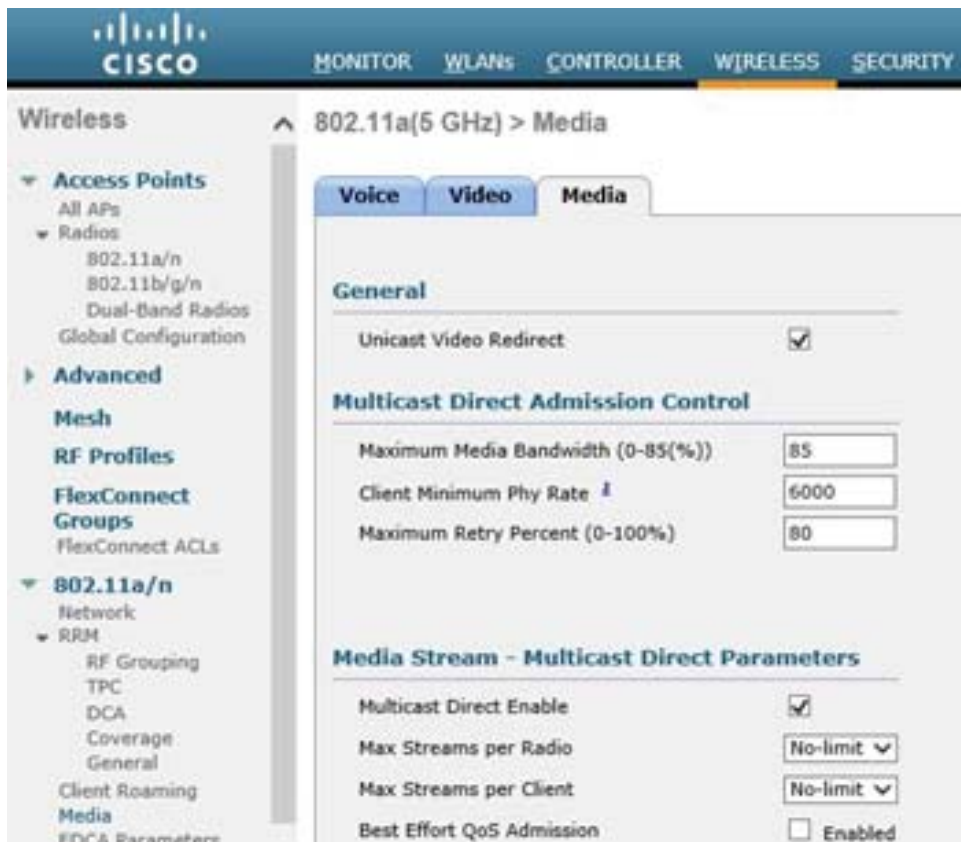 CISCO
MONITOR WLANs CONTROLLER WIRELESS SECURITY
Wireless
Access Points
All APs
Radios
802.11a/n
802.11b/g/n
Dual-Band Radios
Global Configuration
Advanced
Mesh
RF Profiles
FlexConnect
Groups
FlexConnect ACLs
802.11a/n
Network
RRM
RF Grouping
TPC
DCA
Coverage
General
Client Roaming
Media
EDCA Parameters
802.11a(5 GHz) > Media
Voice Video Media
General
Unicast Video Redirect
Multicast Direct Admission Control
Maximum Media Bandwidth (0-85(%)) 85
Client Minimum Phy Rate 6000
Maximum Retry Percent (0-100%) 80
Media Stream - Multicast Direct Parameters
Multicast Direct Enable
Max Streams per Radio No-limit
Max Streams per Client No-limit
Best Effort QoS Admission Enabled